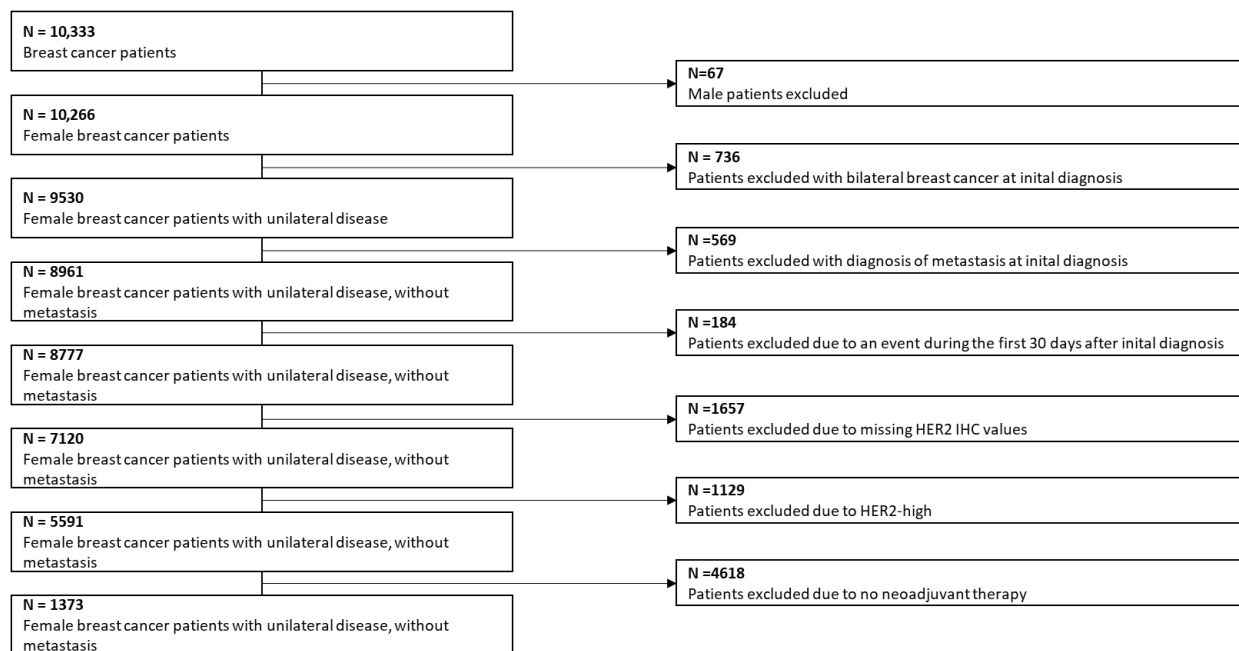 N = 10,333
Breast cancer patients
N=67
Male patients excluded
N = 10,266
Female breast cancer patients
N = 736
Patients excluded with bilateral breast cancer at inital diagnosis
N = 9530
Female breast cancer patients with unilateral disease
N =569
Patients excluded with diagnosis of metastasis at inital diagnosis
N = 8961
Female breast cancer patients with unilateral disease, without
metastasis
N =184
Patients excluded due to an event during the first 30 days after inital diagnosis
N = 8777
Female breast cancer patients with unilateral disease, without
metastasis
N =1657
Patients excluded due to missing HER2 IHC values
N = 7120
Female breast cancer patients with unilateral disease, without
metastasis
N =1129
Patients excluded due to HER2-high
N = 5591
Female breast cancer patients with unilateral disease, without
metastasis
N =4618
Patients excluded due to no neoadjuvant therapy
N = 1373
Female breast cancer patients with unilateral disease, without
metastasis